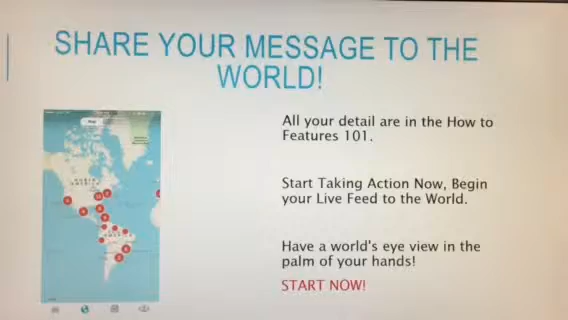 SHARE YOUR MESSAGE TO THE
WORLD!
All your detail are in the How to
Features 101.
Start Taking Action Now, Begin
your Live Feed to the World.
Have a world's eye view in the
palm of your hands!
START NOW!